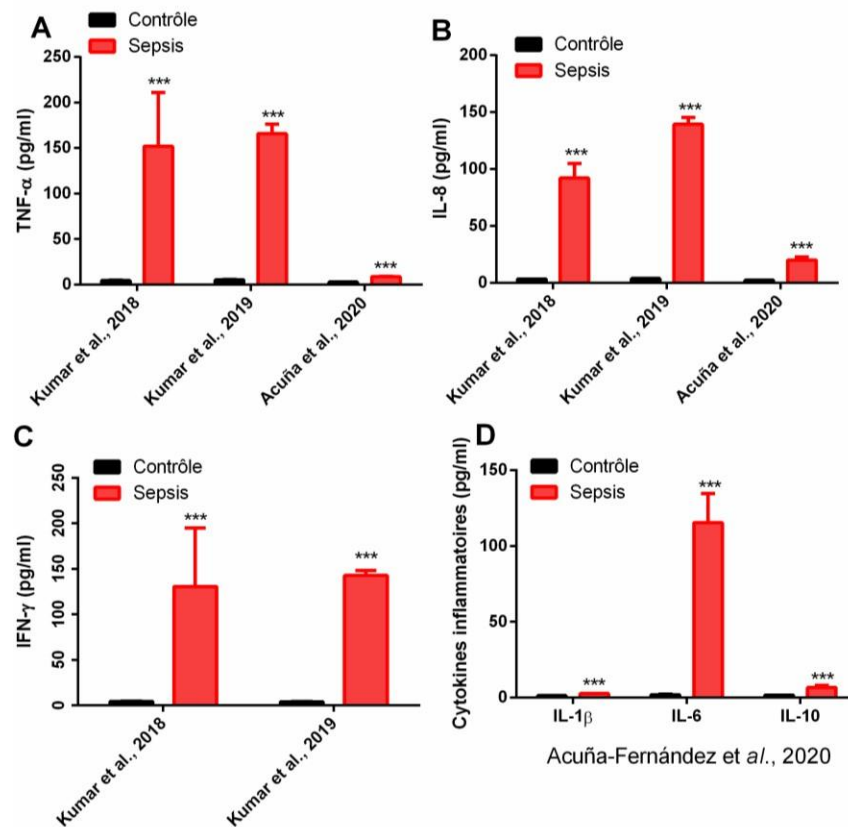 A
Contrôle
Sepsis
TNF-α (pg/ml)
250
200
150
100
50
0
***
***
***
Kumar et al., 2018
Kumar et al., 2019
Acuña et al., 2020
B
Contrôle
Sepsis
IL-8 (pg/ml)
200
150
100
50
0
***
***
***
Kumar et al., 2018
Kumar et al., 2019
Acuña et al., 2020
C
Contrôle
Sepsis
IFN-γ (pg/ml)
250
200
150
100
50
0
***
***
Kumar et al., 2018
Kumar et al., 2019
D
Contrôle
Sepsis
Cytokines inflammatoires (pg/ml)
150
100
50
0
***
***
***
IL-1β IL-6 IL-10
Acuña-Fernández et al., 2020